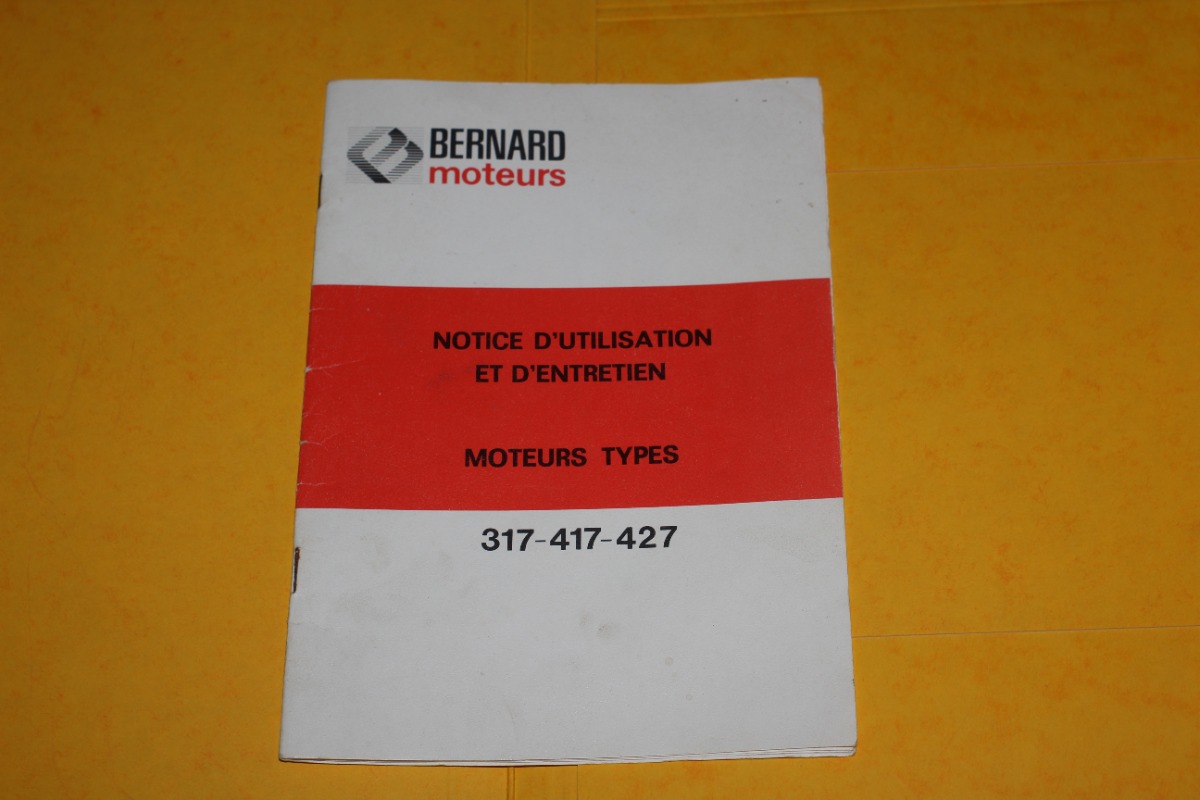 BERNARD
moteurs
NOTICE D'UTILISATION
ET D'ENTRETIEN
MOTEURS TYPES
317-417-427